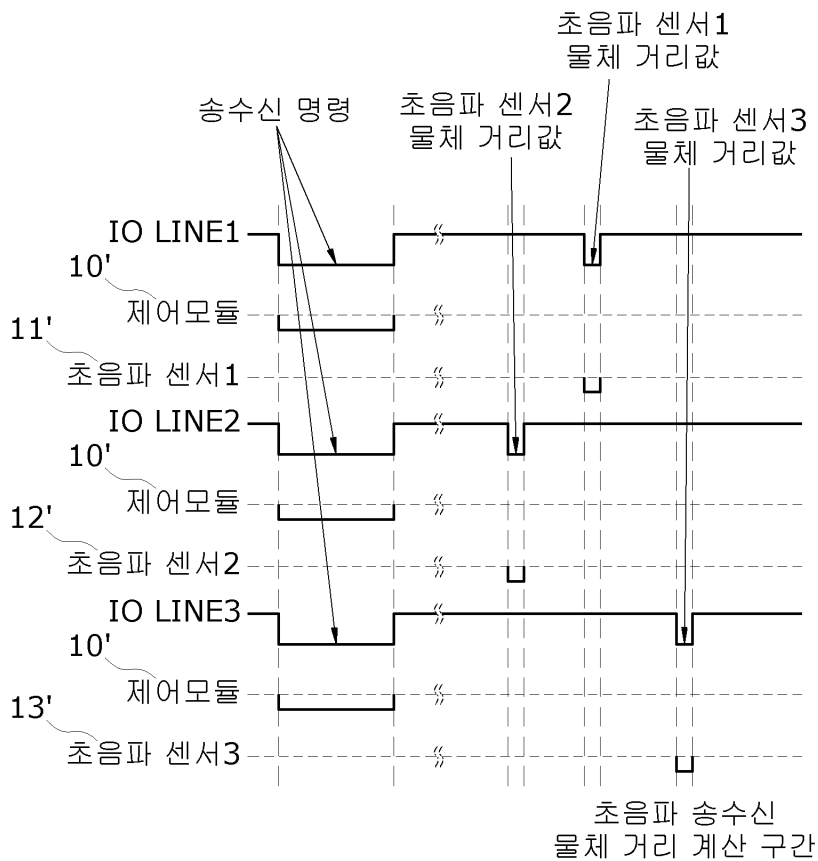 초음파 센서1
물체 거리값
송수신 명령
초음파 센서2
물체 거리값
초음파 센서3
물체 거리값
IO LINE1
10'
제어모듈
11'
초음파 센서1
IO LINE2
10'
제어모듈
12'
초음파 센서2
IO LINE3
10'
제어모듈
13'
초음파 센서3
초음파 송수신
물체 거리 계산 구간